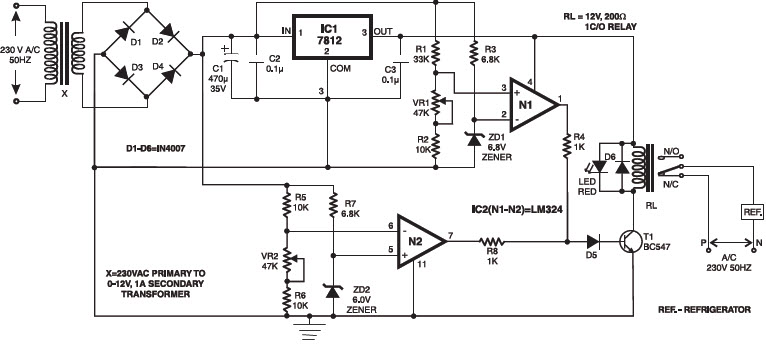 230 V A/C
50HZ
X
D1
D2
D3
D4
D1-D6=IN4007
C1
470µ
35V
C2
0.1µ
IN
1
IC1
7812
2
3
OUT
COM
3
C3
0.1µ
R1
33K
VR1
47K
R2
10K
R3
6.8K
ZD1
6.8V
ZENER
3
+
2
-
N1
4
1
R4
1K
RL = 12V, 200Ω
1C/O RELAY
LED
RED
D6
RL
N/O
N/C
REF.
P
N
A/C
230V 50HZ
T1
BC547
D5
IC2(N1-N2)=LM324
R5
10K
VR2
47K
R6
10K
R7
6.8K
ZD2
6.0V
ZENER
6
-
5
+
N2
7
11
R8
1K
X=230VAC PRIMARY TO
0-12V, 1A SECONDARY
TRANSFORMER
REF.- REFRIGERATOR